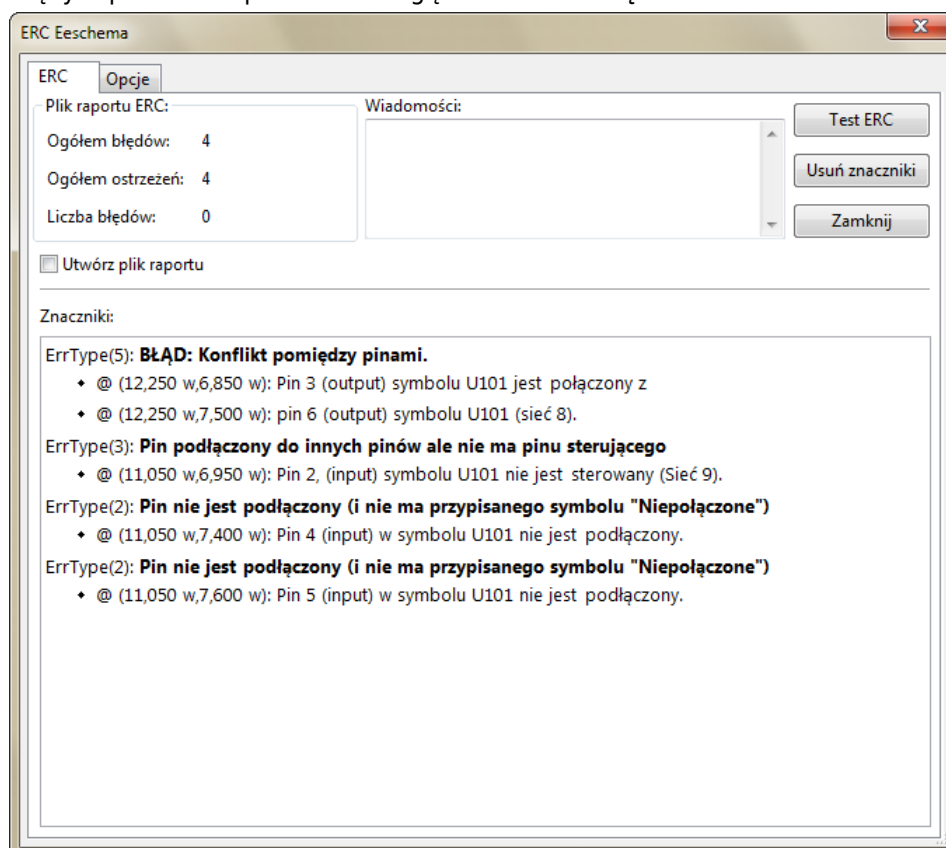 ERC Eeschema
ERC Opcje
Plik raportu ERC:
Ogółem błędów: 4
Ogółem ostrzeżeń: 4
Liczba błędów: 0
Wiadomości:
Test ERC
Usuń znaczniki
Zamknij
Utwórz plik raportu
Znaczniki:
ErrType(5): BŁĄD: Konflikt pomiędzy pinami.
@ (12,250 w,6,850 w): Pin 3 (output) symbolu U101 jest połączony z
@ (12,250 w,7,500 w): pin 6 (output) symbolu U101 (sieć 8).
ErrType(3): Pin podłączony do innych pinów ale nie ma pinu sterującego
@ (11,050 w,6,950 w): Pin 2, (input) symbolu U101 nie jest sterowany (Sieć 9).
ErrType(2): Pin nie jest podłączony (i nie ma przypisanego symbolu "Niepołączone")
@ (11,050 w,7,400 w): Pin 4 (input) w symbolu U101 nie jest podłączony.
ErrType(2): Pin nie jest podłączony (i nie ma przypisanego symbolu "Niepołączone")
@ (11,050 w,7,600 w): Pin 5 (input) w symbolu U101 nie jest podłączony.